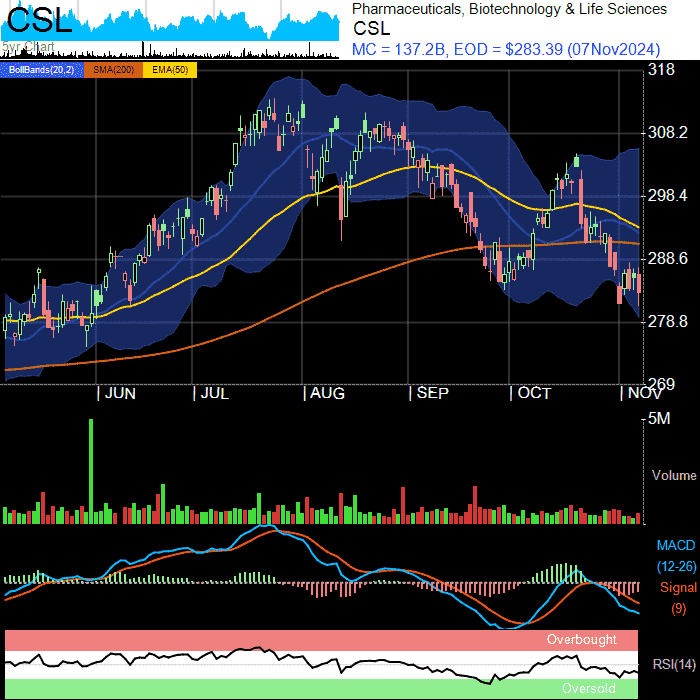 CSL
5yr Chart
Pharmaceuticals, Biotechnology & Life Sciences
CSL
MC = 137.2B, EOD = $283.39 (07Nov2024)
BollBands(20,2) SMA(200) EMA(50)
318
308.2
298.4
288.6
278.8
269
JUN JUL AUG SEP OCT NOV
5M
Volume
MACD
(12-26)
Signal
(9)
Overbought
RSI(14)
Oversold